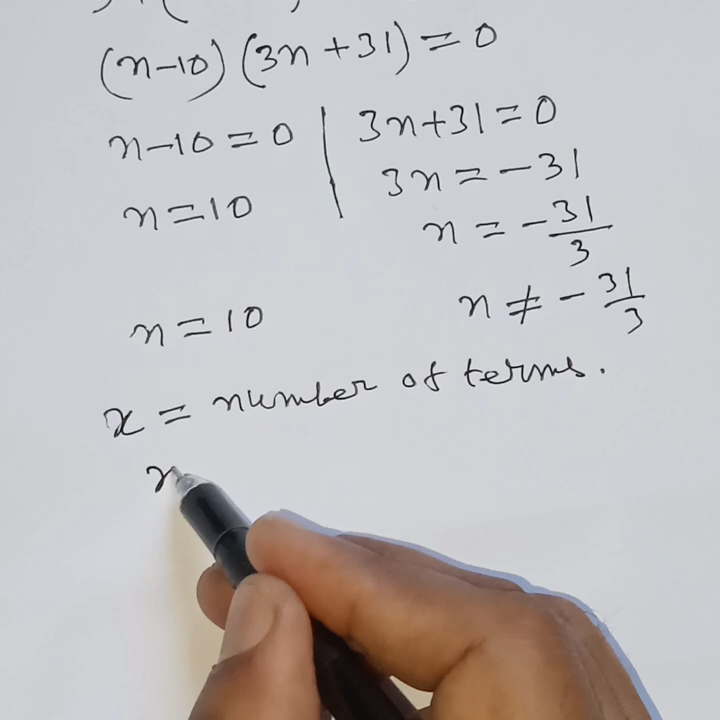 (n-10) (3n+31) = 0
n-10 = 0 | 3n+31 = 0
n = 10 3n = -31
n = -31/3
n = 10 n ≠ -31/3
x = number of terms.